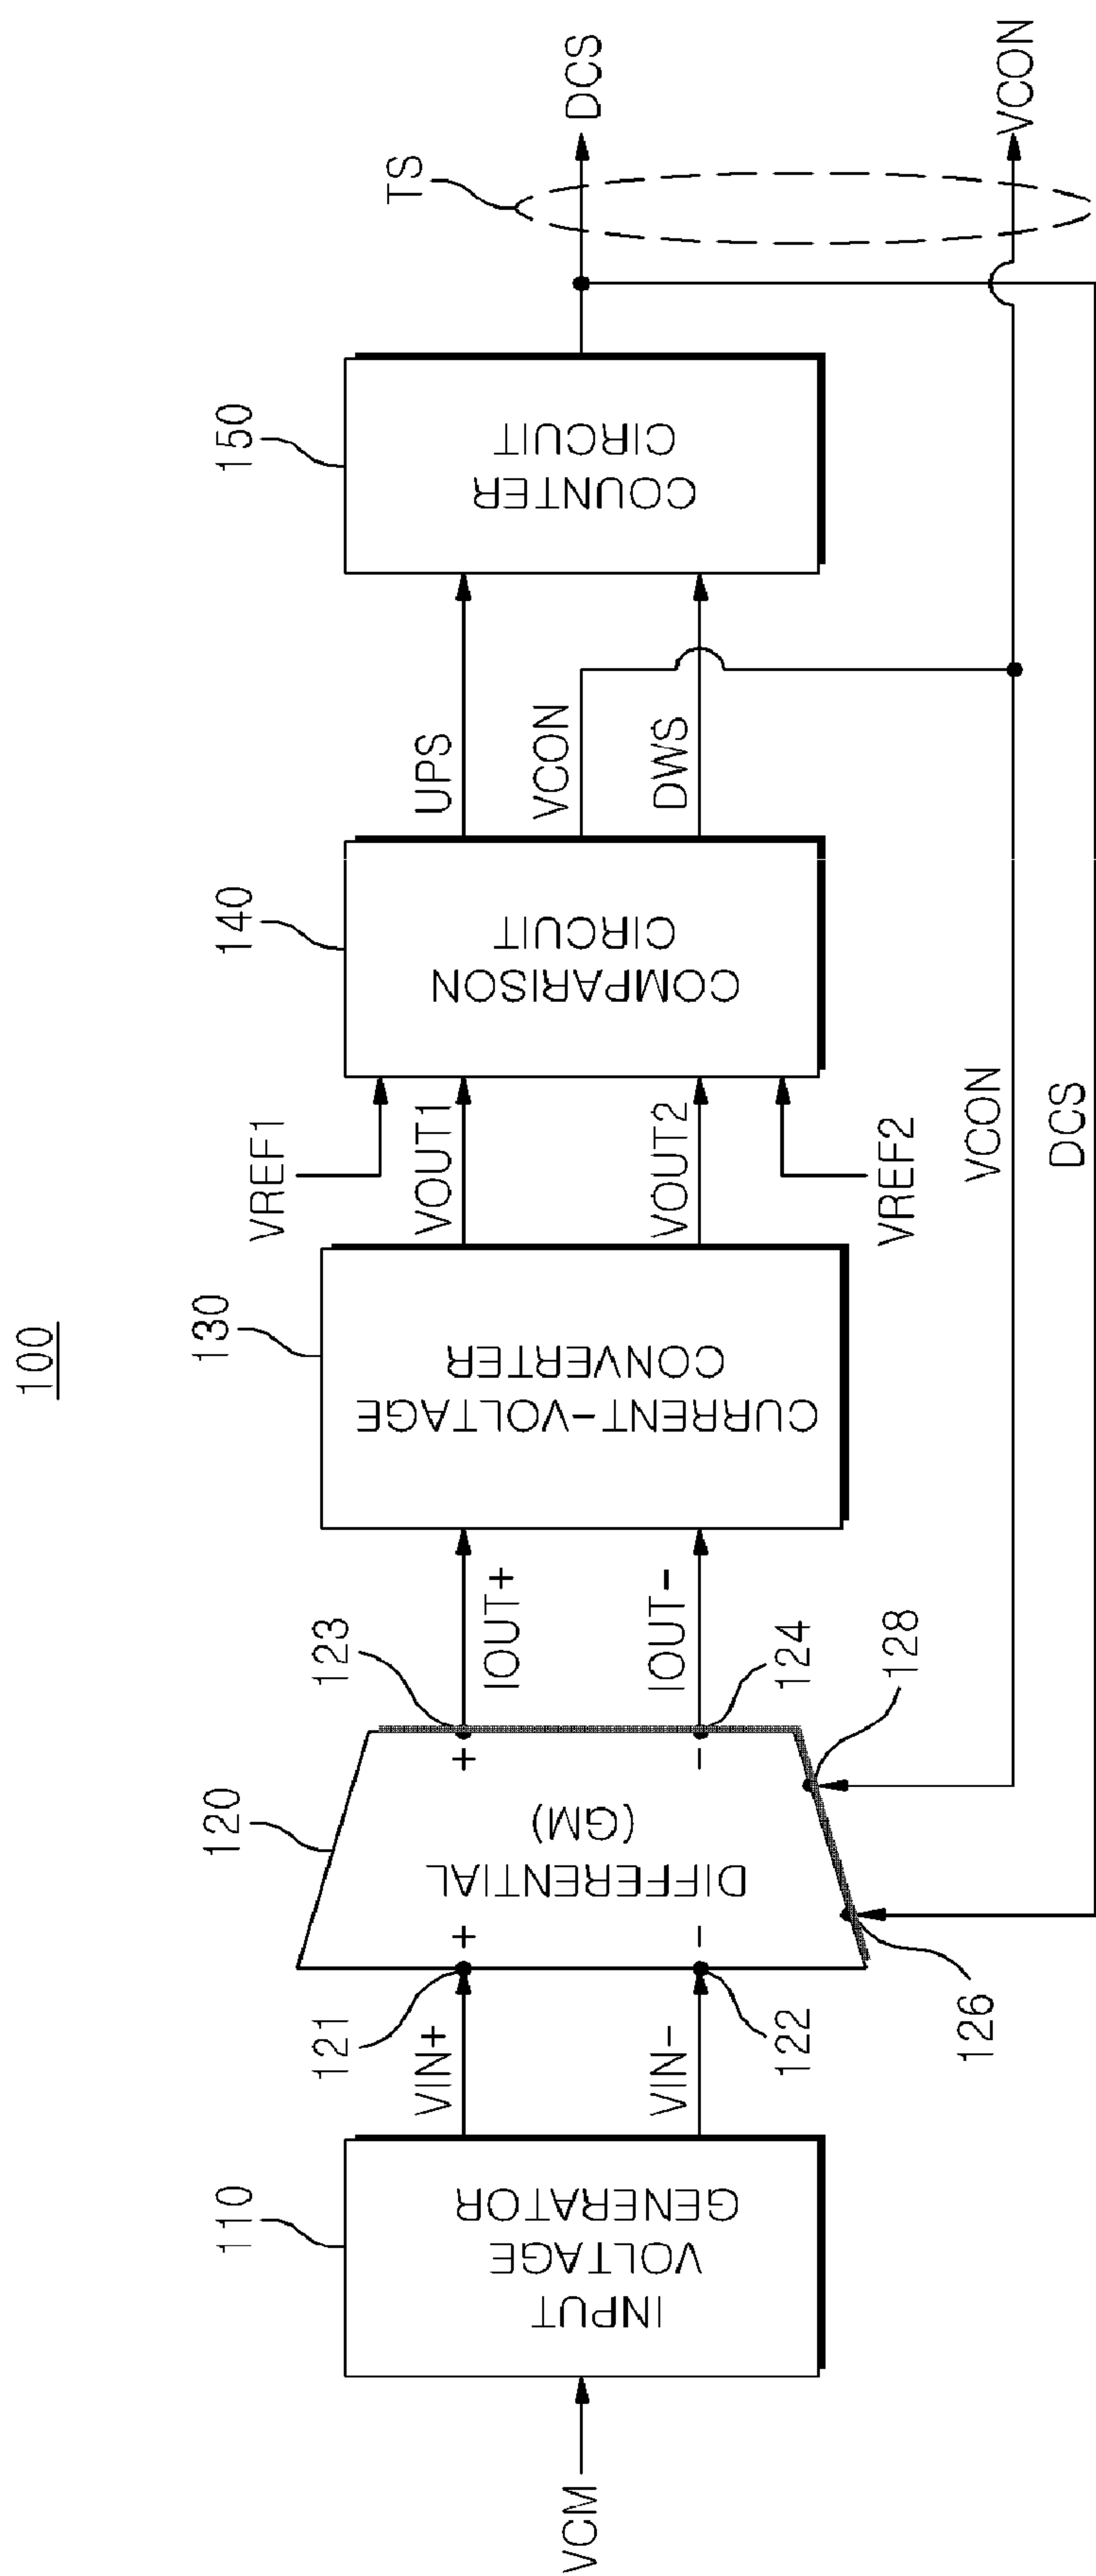 100
VCM
110
INPUT
VOLTAGE
GENERATOR
VIN+
VIN-
121
122
120
+
-
DIFFERENTIAL
(GM)
+
-
123
124
126
128
IOUT+
IOUT-
130
CURRENT-VOLTAGE
CONVERTER
VREF1
VOUT1
VOUT2
VREF2
140
COMPARISON
CIRCUIT
UPS
VCON
DWS
150
COUNTER
CIRCUIT
TS
DCS
VCON
VCON
DCS